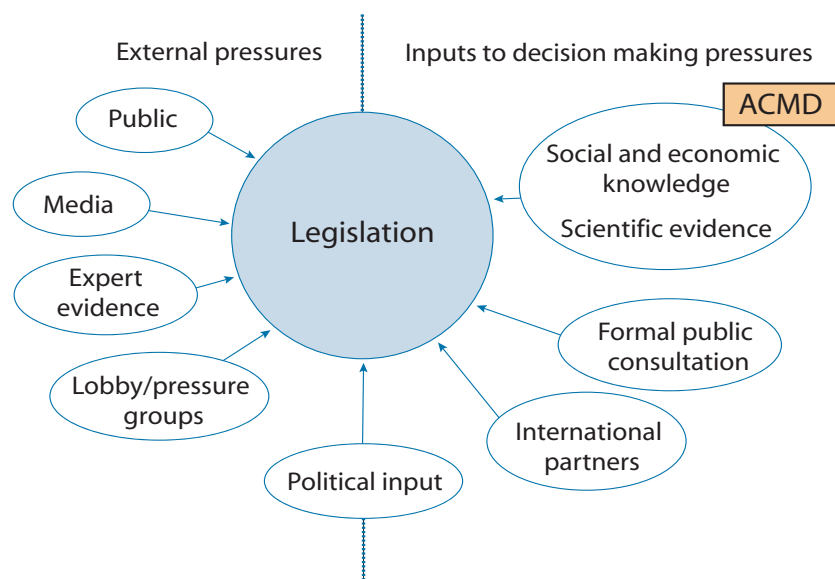 External pressures
Inputs to decision making pressures
ACMD
Public
Social and economic
knowledge
Scientific evidence
Media
Legislation
Expert
evidence
Formal public
consultation
Lobby/pressure
groups
International
partners
Political input